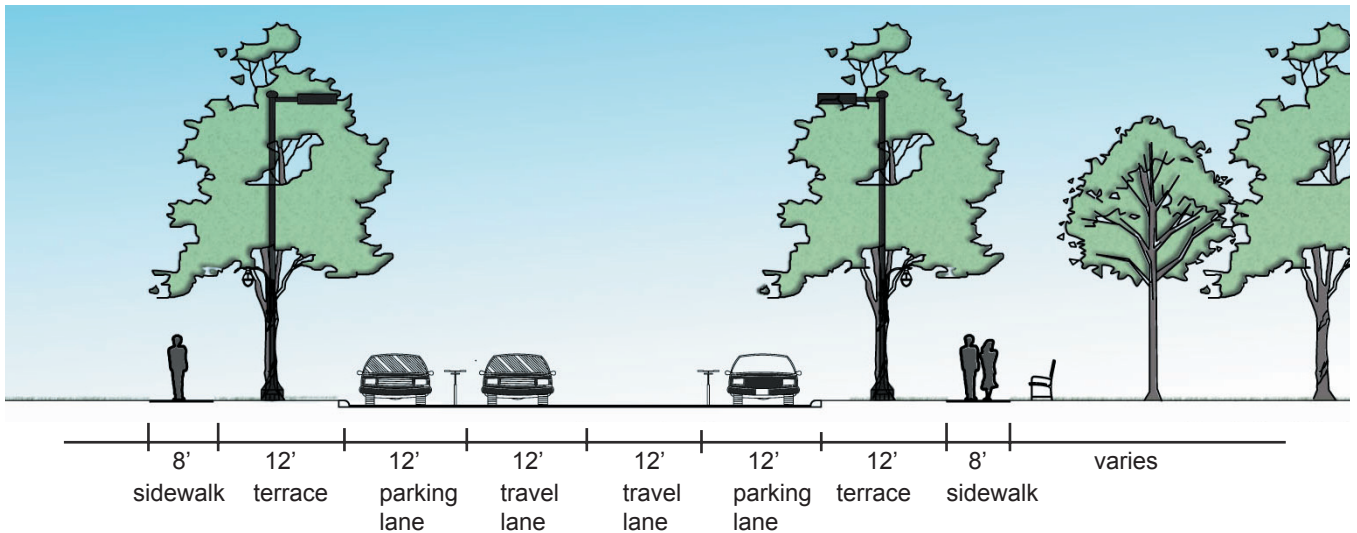 8’ 12’ 12’ 12’ 12’ 12’ 12’ 8’ varies
sidewalk terrace parking travel travel parking terrace sidewalk
lane lane lane lane